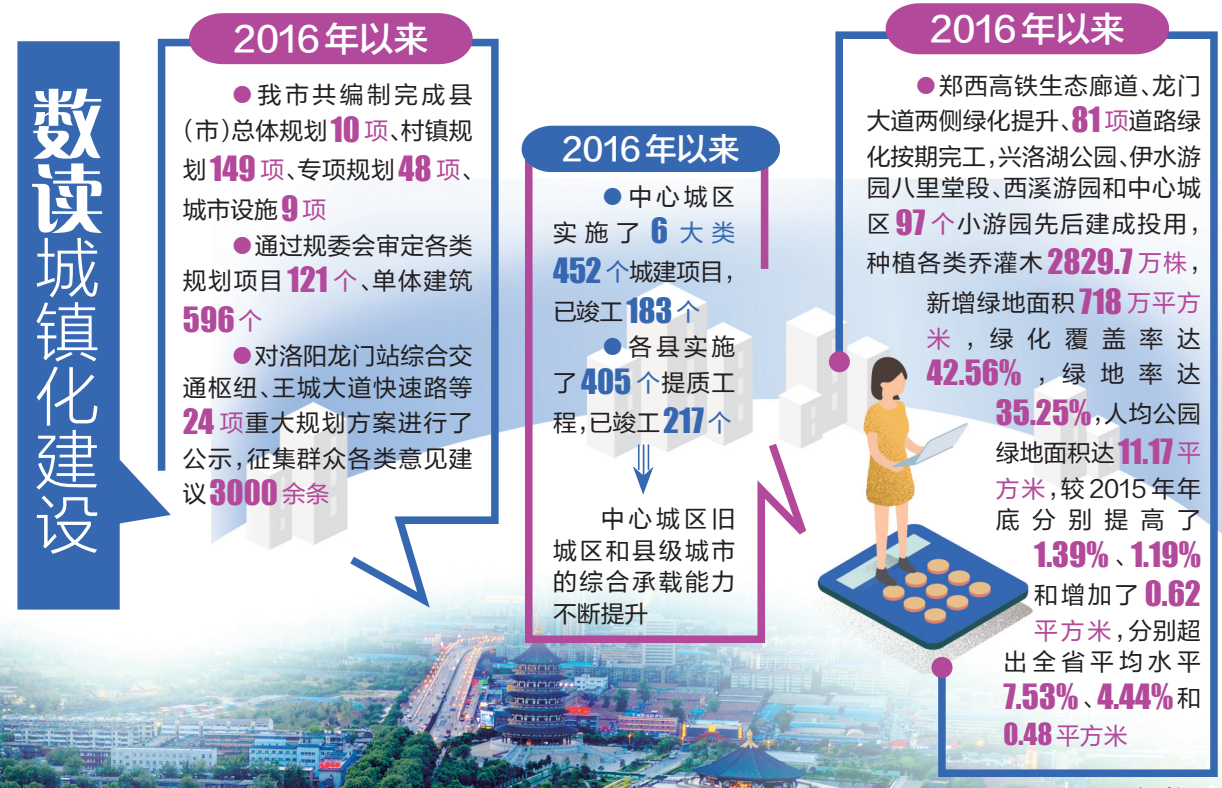 数读城镇化建设
2016年以来
●我市共编制完成县
(市)总体规划10项、村镇规
划149项、专项规划48项、
城市设施9项
●通过规委会审定各类
规划项目121个、单体建筑
596个
●对洛阳龙门站综合交
通枢纽、王城大道快速路等
24项重大规划方案进行了
公示,征集群众各类意见建
议3000余条
2016年以来
●中心城区
实施了6大类
452个城建项目,
已竣工183个
●各县实施
了405个提质工
程,已竣工217个
中心城区旧
城区和县级城市
的综合承载能力
不断提升
2016年以来
●郑西高铁生态廊道、龙门
大道两侧绿化提升、81项道路绿
化按期完工,兴洛湖公园、伊水游
园八里堂段、西溪游园和中心城
区97个小游园先后建成投用,
种植各类乔灌木2829.7万株,
新增绿地面积718万平方
米,绿化覆盖率达
42.56%,绿地率达
35.25%,人均公园
绿地面积达11.17平
方米,较2015年年
底分别提高了
1.39%、1.19%
和增加了0.62
平方米,分别超
出全省平均水平
7.53%、4.44%和
0.48平方米